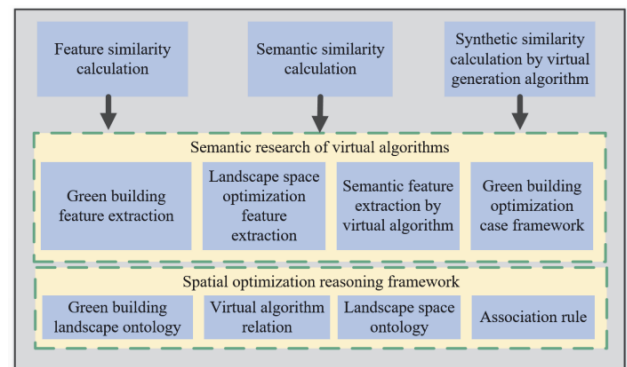 Feature similarity
calculation
Semantic similarity
calculation
Synthetic similarity
calculation by virtual
generation algorithm
Semantic research of virtual algorithms
Green building
feature extraction
Landscape space
optimization
feature
extraction
Semantic feature
extraction by
virtual algorithm
Green building
optimization
case framework
Spatial optimization reasoning framework
Green building
landscape ontology
Virtual algorithm
relation
Landscape space
ontology
Association rule